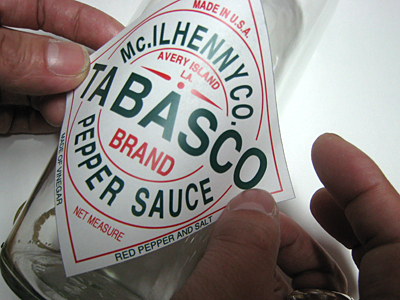 MADE IN U.S.A.
Mc.ILHENNY CO.
AVERY ISLAND
LA.
TABASCO
BRAND
PEPPER SAUCE
MADE OF VINEGAR
NET MEASURE
RED PEPPER AND SALT